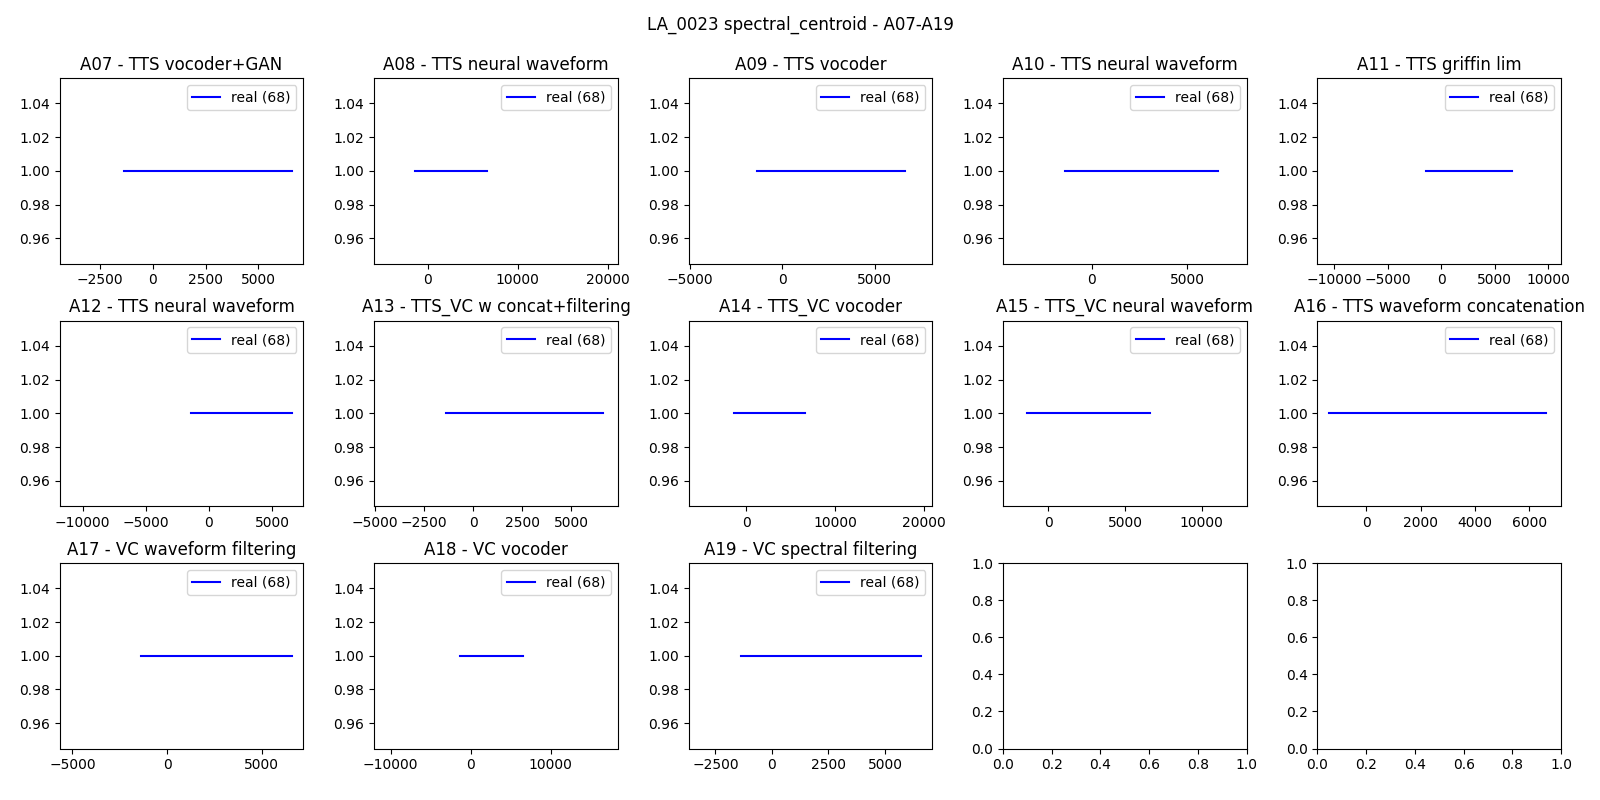 LA_0023 spectral_centroid - A07-A19
A07 - TTS vocoder+GAN
A08 - TTS neural waveform
A09 - TTS vocoder
A10 - TTS neural waveform
A11 - TTS griffin lim
real (68)
real (68)
real (68)
real (68)
real (68)
1.04
1.02
1.00
0.98
0.96
1.04
1.02
1.00
0.98
0.96
1.04
1.02
1.00
0.98
0.96
1.04
1.02
1.00
0.98
0.96
1.04
1.02
1.00
0.98
0.96
−2500 0 2500 5000
0 10000 20000
−5000 0 5000
0 5000
−10000 −5000 0 5000 10000
A12 - TTS neural waveform
A13 - TTS_VC w concat+filtering
A14 - TTS_VC vocoder
A15 - TTS_VC neural waveform
A16 - TTS waveform concatenation
real (68)
real (68)
real (68)
real (68)
real (68)
1.04
1.02
1.00
0.98
0.96
1.04
1.02
1.00
0.98
0.96
1.04
1.02
1.00
0.98
0.96
1.04
1.02
1.00
0.98
0.96
1.04
1.02
1.00
0.98
0.96
−10000 −5000 0 5000
−5000 −2500 0 2500 5000
0 10000 20000
0 5000 10000
0 2000 4000 6000
A17 - VC waveform filtering
A18 - VC vocoder
A19 - VC spectral filtering
real (68)
real (68)
real (68)
1.04
1.02
1.00
0.98
0.96
1.04
1.02
1.00
0.98
0.96
1.04
1.02
1.00
0.98
0.96
1.0
0.8
0.6
0.4
0.2
0.0
1.0
0.8
0.6
0.4
0.2
0.0
−5000 0 5000
−10000 0 10000
−2500 0 2500 5000
0.0 0.2 0.4 0.6 0.8 1.0
0.0 0.2 0.4 0.6 0.8 1.0